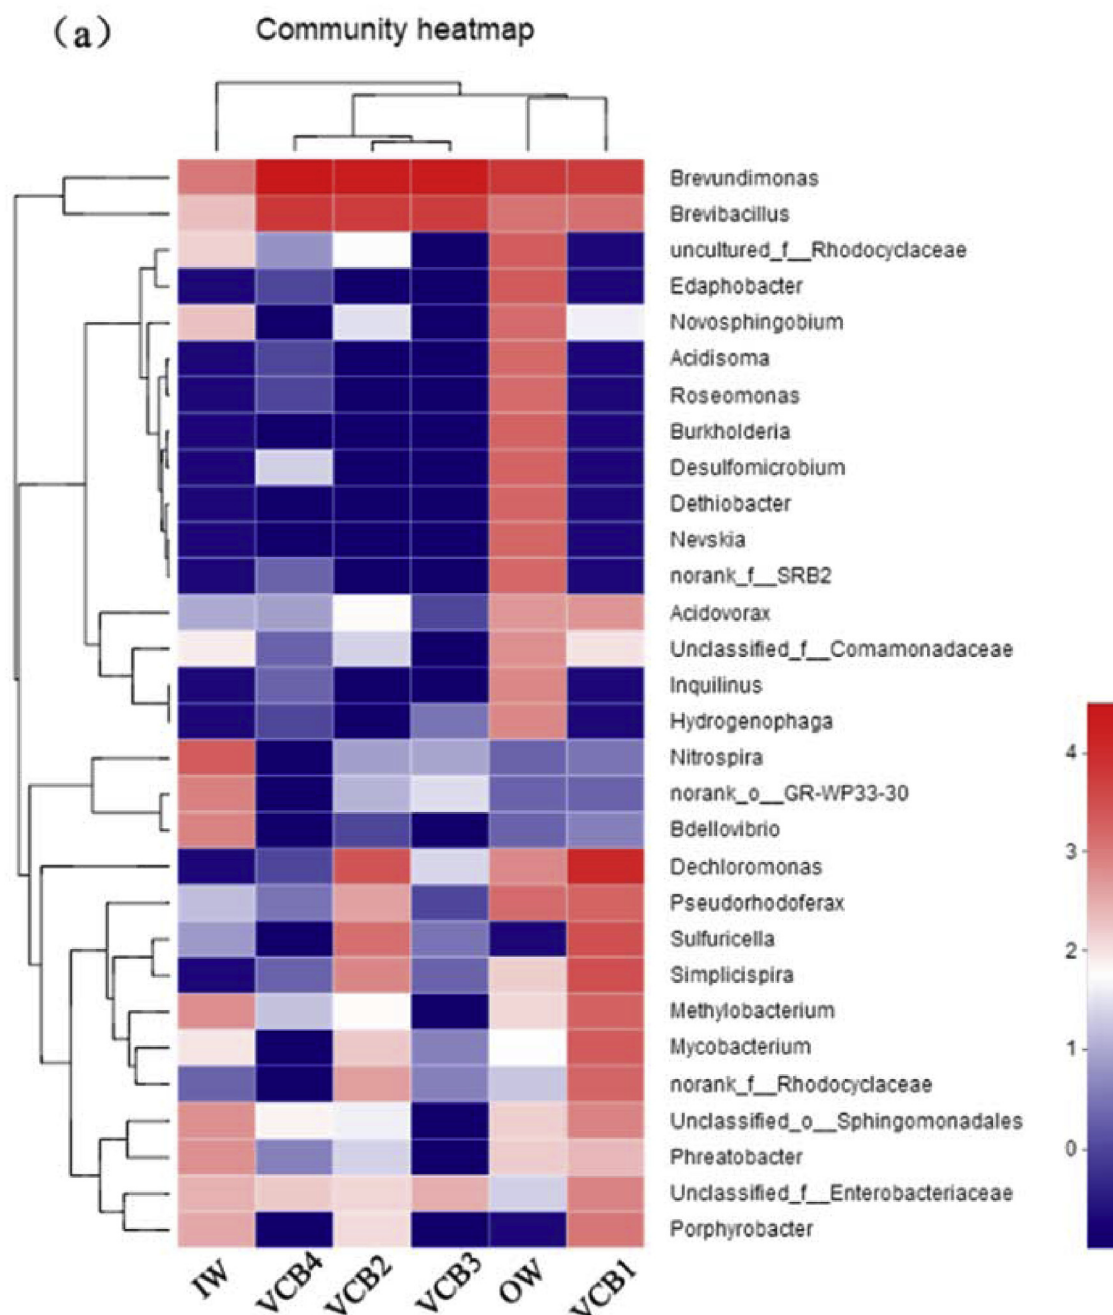 （a）
Community heatmap
Brevundimonas
Brevibacillus
uncultured_f__Rhodocyclaceae
Edaphobacter
Novosphingobium
Acidisoma
Roseomonas
Burkholderia
Desulfomicrobium
Dethiobacter
Nevskia
norank_f__SRB2
Acidovorax
Unclassified_f__Comamonadaceae
Inquilinus
Hydrogenophaga
Nitrospira
norank_o__GR-WP33-30
Bdellovibrio
Dechloromonas
Pseudorhodoferax
Sulfuricella
Simplicispira
Methylobacterium
Mycobacterium
norank_f__Rhodocyclaceae
Unclassified_o__Sphingomonadales
Phreatobacter
Unclassified_f__Enterobacteriaceae
Porphyrobacter
4
3
2
1
0
IW VCB4 VCB2 VCB3 OW VCB1